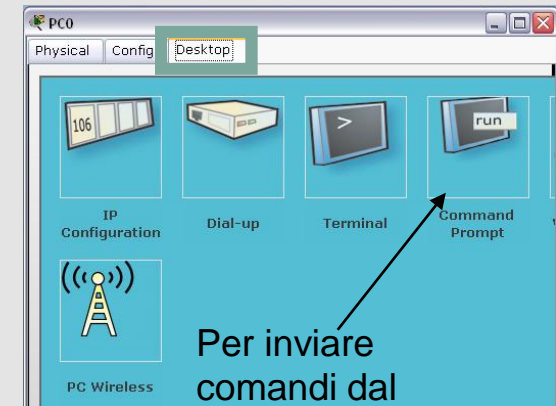 PC0
Physical Config Desktop
106
>
run
IP
Configuration
Dial-up
Terminal
Command
Prompt
PC Wireless
Per inviare
comandi dal